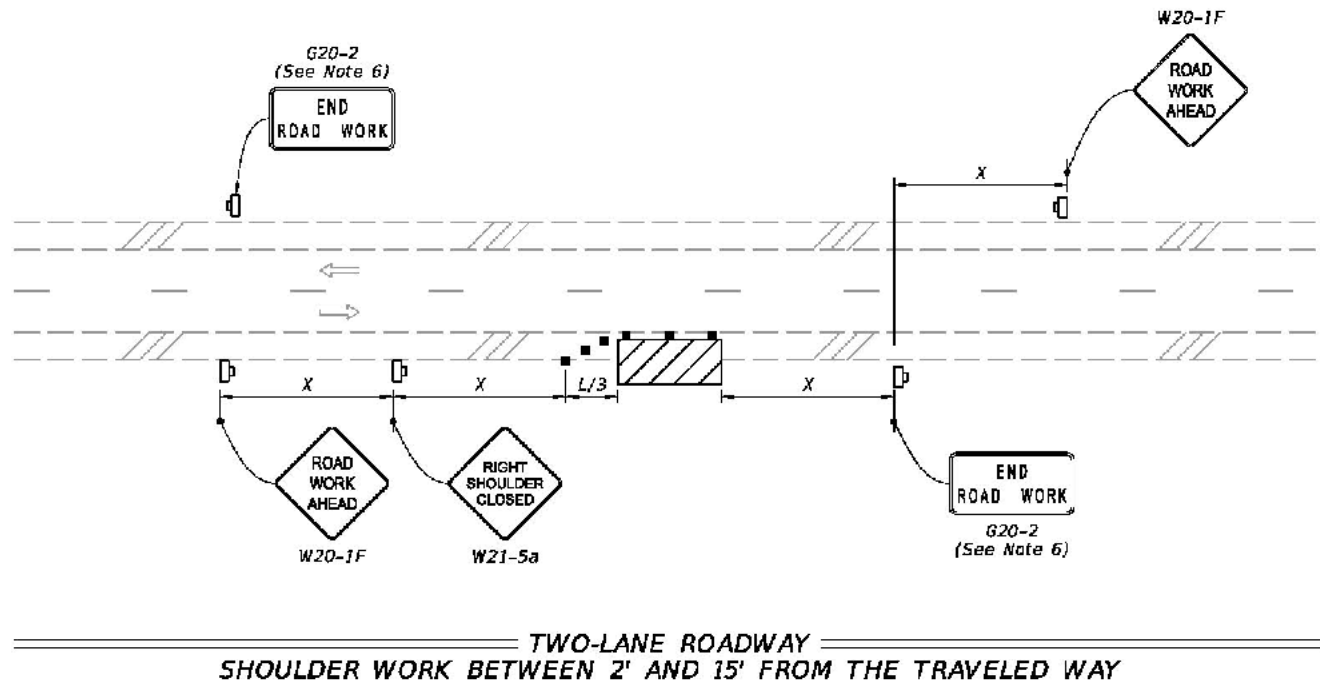 W20-1F
ROAD
WORK
AHEAD
G20-2
(See Note 6)
END
ROAD WORK
X
X
X
L/3
X
ROAD
WORK
AHEAD
W20-1F
RIGHT
SHOULDER
CLOSED
W21-5a
END
ROAD WORK
G20-2
(See Note 6)
TWO-LANE ROADWAY
SHOULDER WORK BETWEEN 2' AND 15' FROM THE TRAVELED WAY